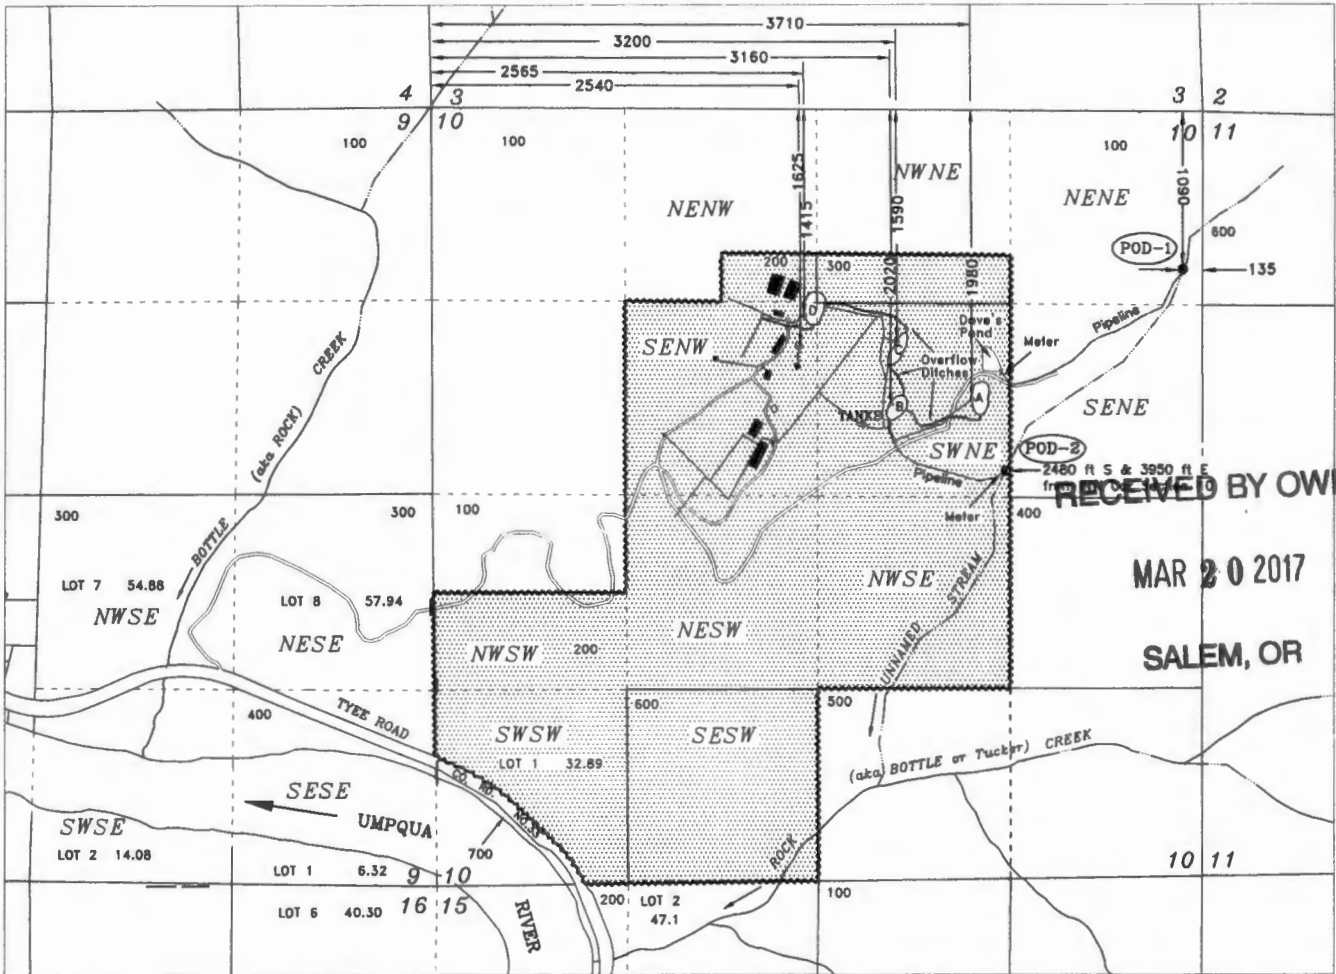 3710
3200
3160
2565
2540
4 3
9 10
3 2
10 11
100
100
100
1625
1415
1590
2020
1980
1090
NENW
NWNE
NENE
600
POD-1
135
200
300
D
Dave's
Pond
Pipeline
Meter
CREEK
(aka ROCK)
BOTTLE
SENW
C
Overflow
Ditches
A
B
TANKS
SENE
SWNE
POD-2
2480 ft S & 3950 ft E
Pipeline
Meter
RECEIVED BY OW
MAR 20 2017
SALEM, OR
300
300
100
400
LOT 7 54.88
NWSE
LOT 8 57.94
NESE
NWSE
NESW
NWSW
200
UNNAMED STREAM
400
TYEE ROAD
CO. RD.
600
500
SWSW
SESW
LOT 1 32.89
(aka BOTTLE or Tucker) CREEK
ROCK
SESE
SWSE
UMPQUA
RIVER
LOT 2 14.08
700
LOT 1 6.32
9 10
16 15
LOT 6 40.30
200
LOT 2
47.1
100
10 11